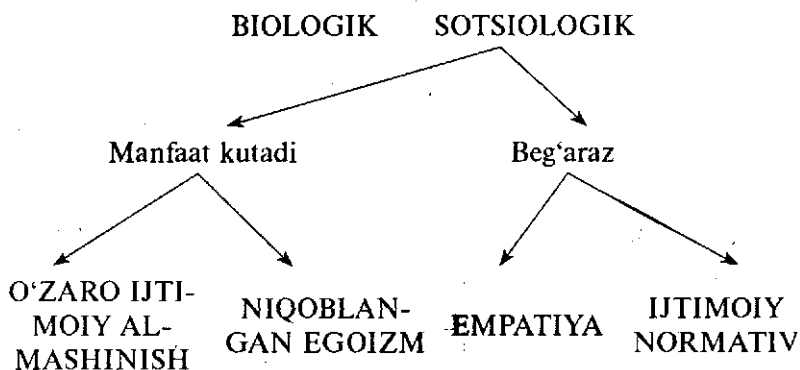 BIOLOGIK SOTSIOLOGIK
Manfaat kutadi Beg‘araz
O‘ZARO IJTI-
MOIY AL-
MASHINISH
NIQOBLAN-
GAN EGOIZM
EMPATIYA
IJTIMOIY
NORMATIV